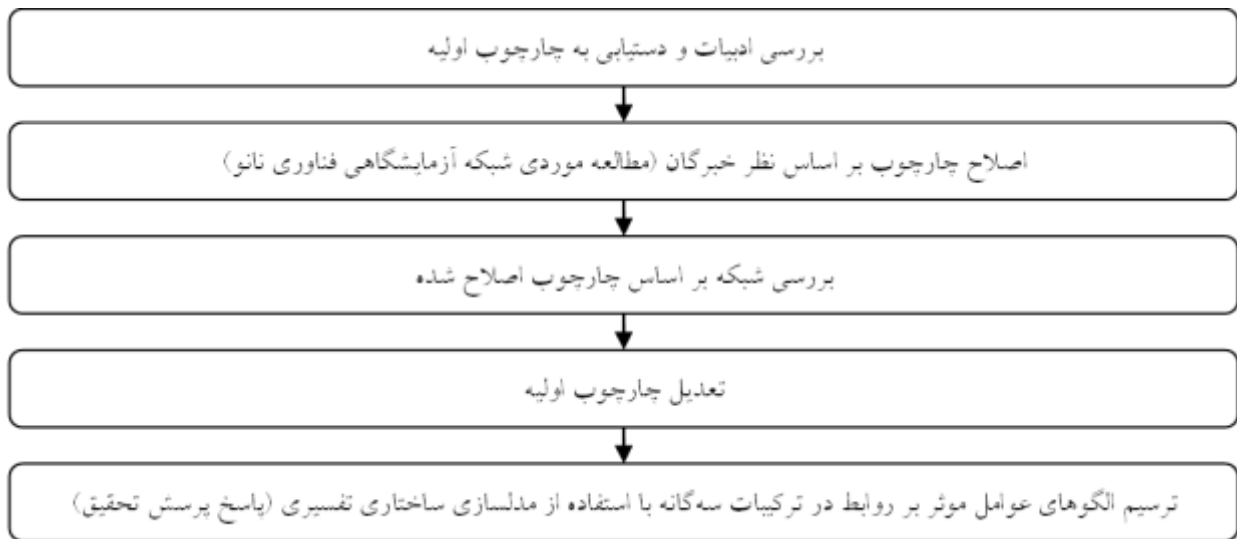 بررسی ادبیات و دستیابی به چارچوب اولیه
اصلاح چارچوب بر اساس نظر خبرگان (مطالعه موردی شبکه آزمایشگاهی فناوری نانو)
بررسی شبکه بر اساس چارچوب اصلاح شده
تعدیل چارچوب اولیه
ترسیم الگوهای عوامل موثر بر روابط در ترکیبات سه‌گانه با استفاده از مدلسازی ساختاری تفسیری (پاسخ پرسش تحقیق)